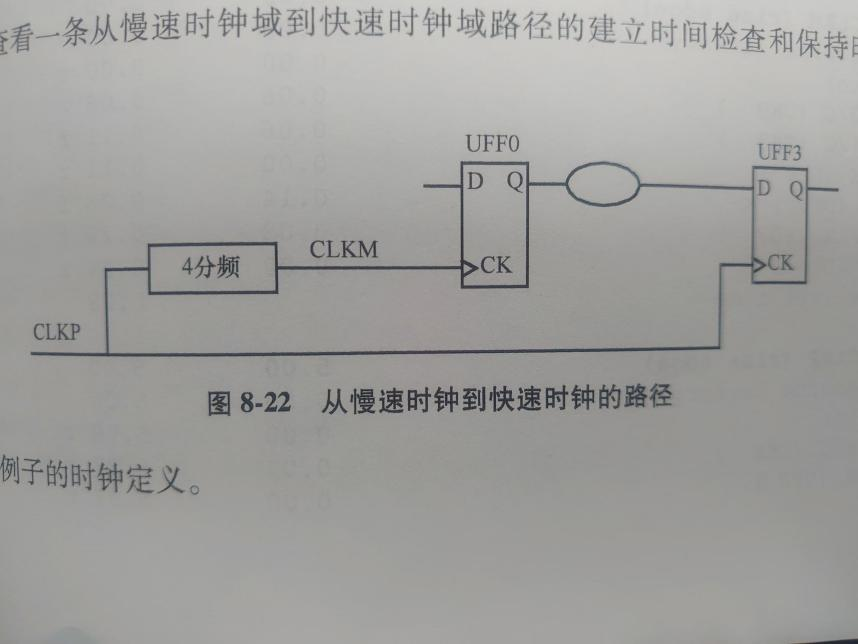 查看一条从慢速时钟域到快速时钟域路径的建立时间检查和保持时
UFF0
UFF3
D Q
D Q
CLKM
4分频
CK
CK
CLKP
图 8-22 从慢速时钟到快速时钟的路径
例子的时钟定义。